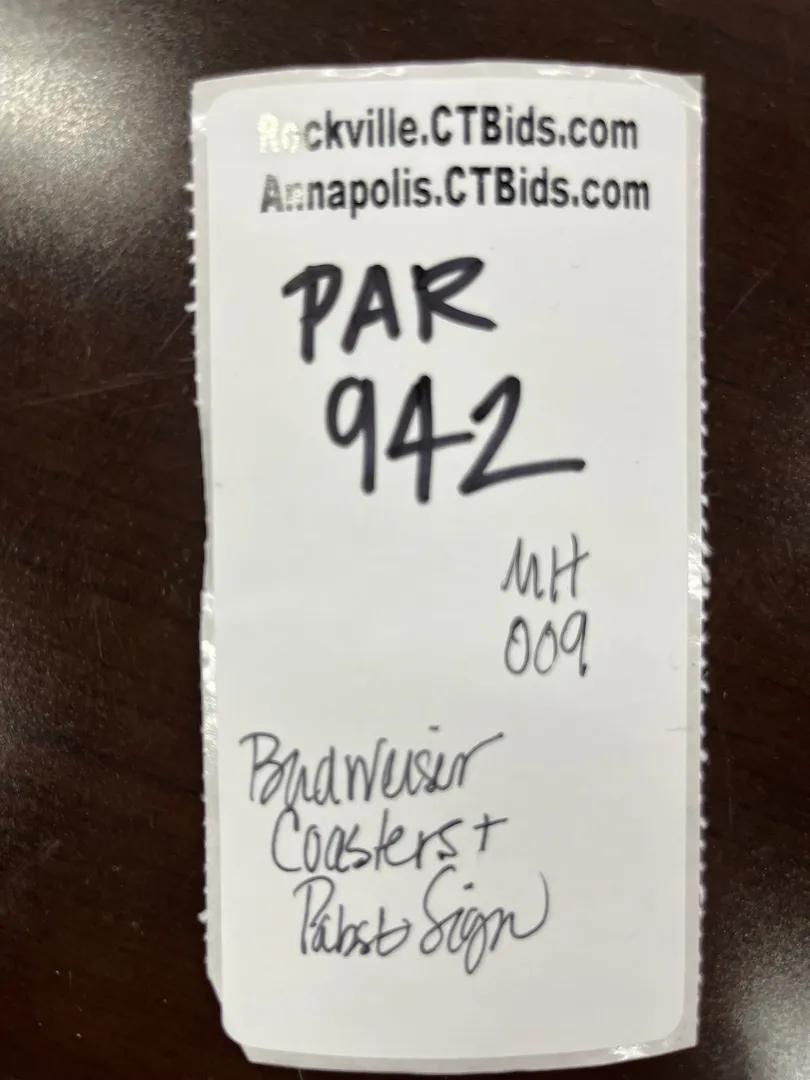 Rockville.CTBids.com
Annapolis.CTBids.com
PAR
942
MH
009
Budweiser
Coasters +
Pabst Sign